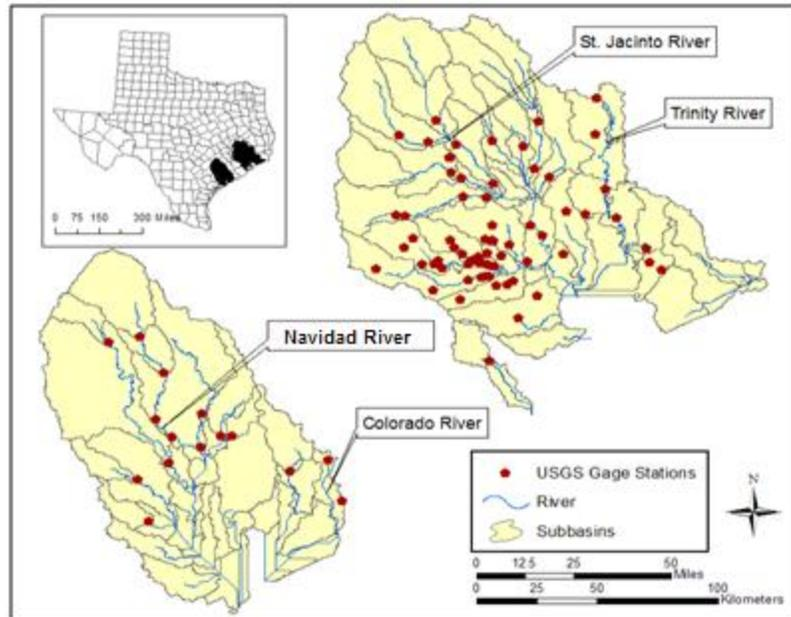 St. Jacinto River
Trinity River
0 75 150 300 Miles
Navidad River
Colorado River
USGS Gage Stations
River
Subbasins
N
0 12.5 25 50
Miles
0 25 50 100
Kilometers